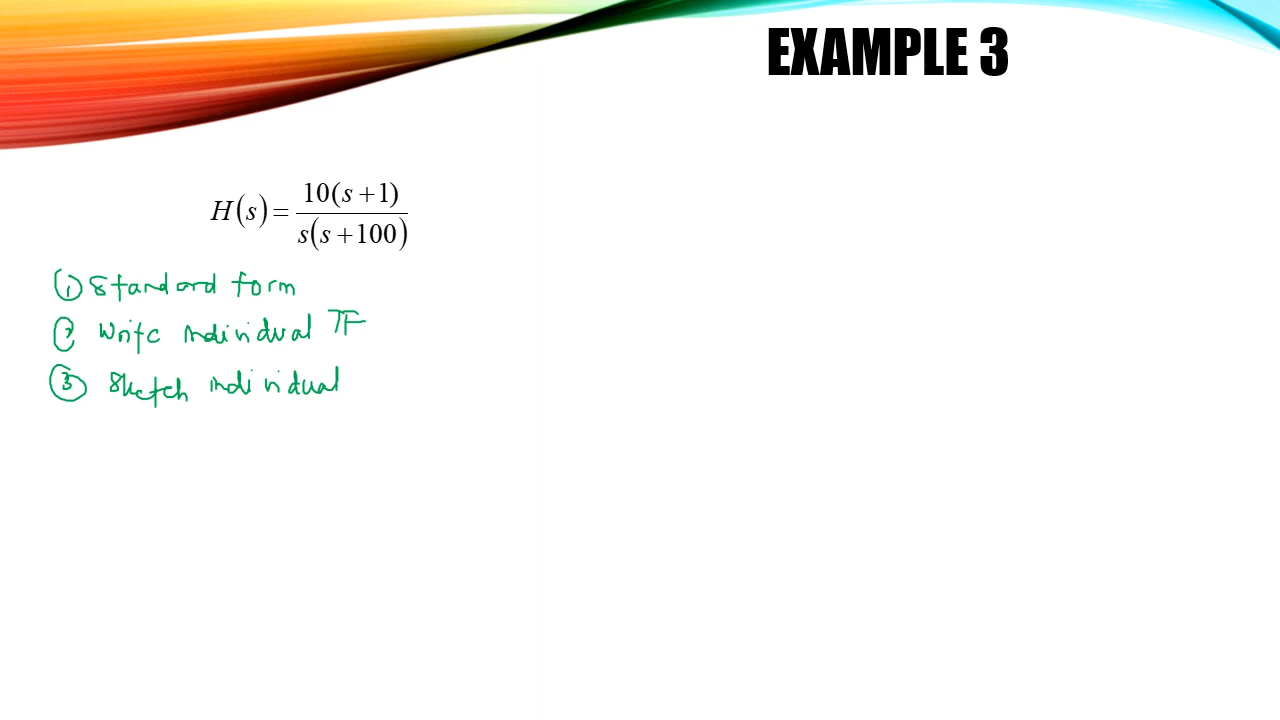 EXAMPLE 3
H(s) = 10(s+1) / s(s+100)
① Standard form
② Write individual TF
③ Sketch individual